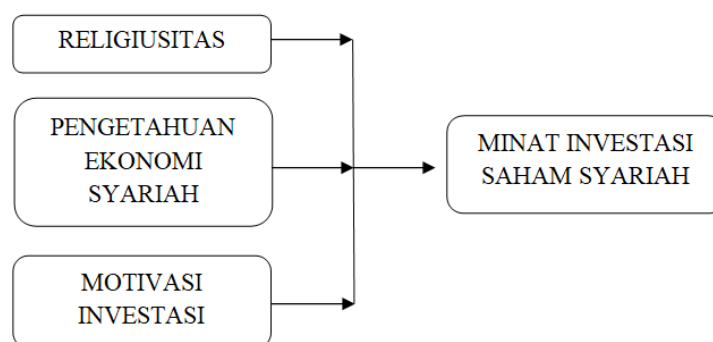 RELIGIUSITAS
PENGETAHUAN
EKONOMI
SYARIAH
MINAT INVESTASI
SAHAM SYARIAH
MOTIVASI
INVESTASI